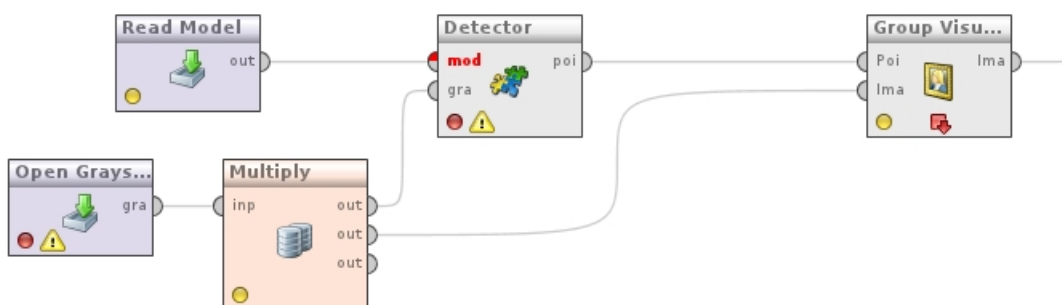 Read Model
out
Detector
mod
poi
gra
Group Visu...
Poi
Ima
Ima
Open Grays...
gra
Multiply
inp
out
out
out